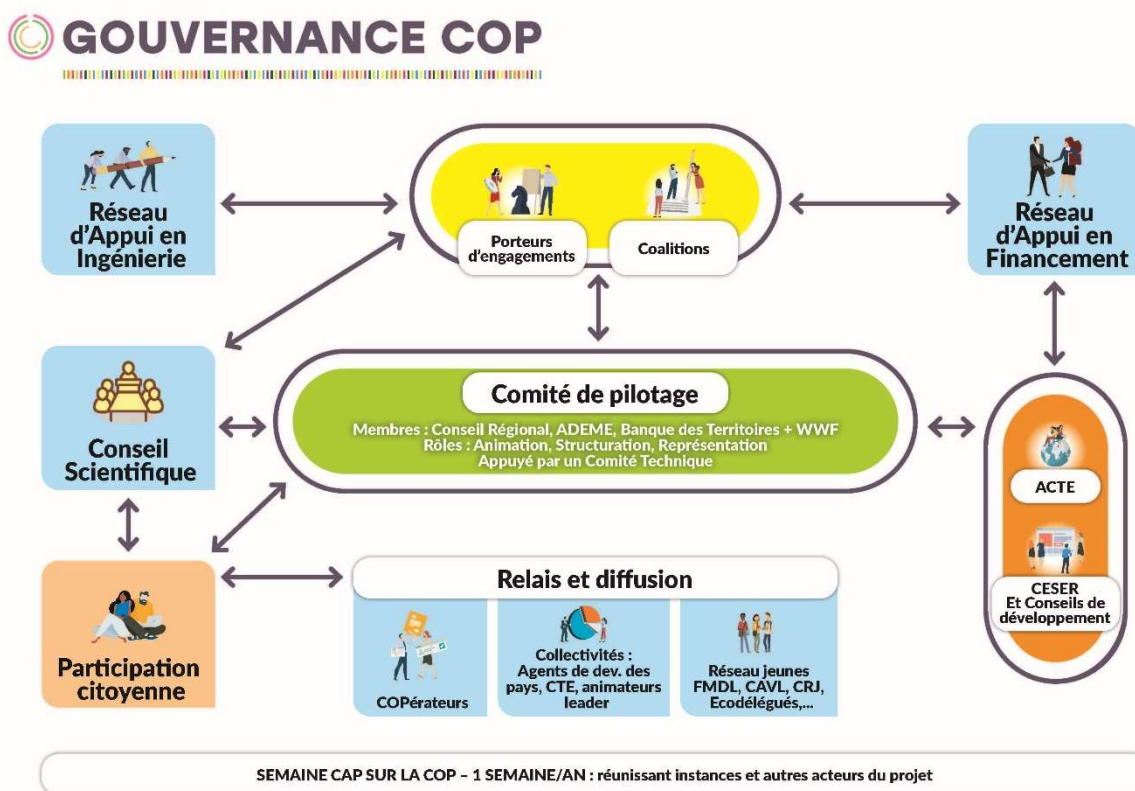 GOUVERNANCE COP
Réseau
d'Appui en
Ingénierie
Porteurs
d'engagements
Coalitions
Réseau
d'Appui en
Financement
Conseil
Scientifique
Comité de pilotage
Membres : Conseil Régional, ADEME, Banque des Territoires + WWF
Rôles : Animation, Structuration, Représentation
Appuyé par un Comité Technique
ACTE
CESER
Et Conseils de
développement
Participation
citoyenne
Relais et diffusion
COPérateurs
Collectivités :
Agents de dev. des
pays, CTE, animateurs
leader
Réseau jeunes
FMDL, CAVL, CRJ,
Ecodélégués,...
SEMAINE CAP SUR LA COP – 1 SEMAINE/AN : réunissant instances et autres acteurs du projet